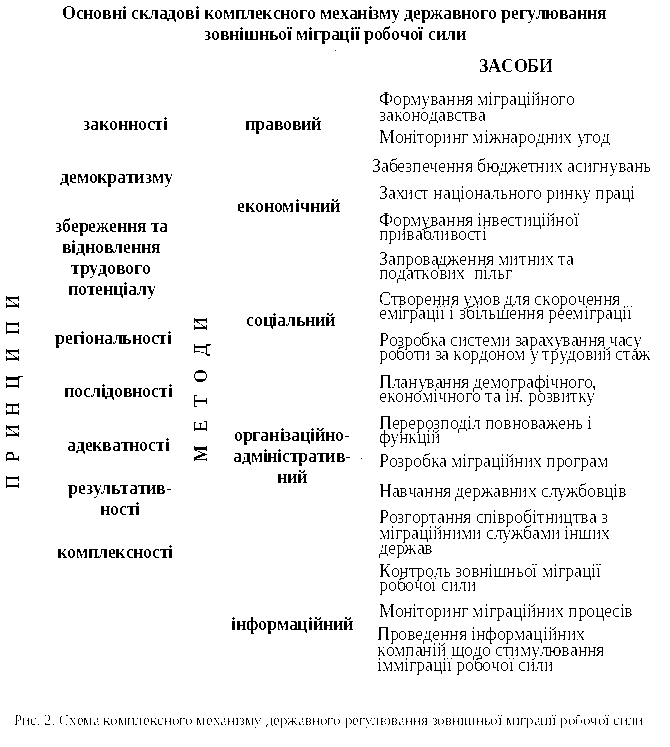 Основні складові комплексного механізму державного регулювання
зовнішньої міграції робочої сили
ПРИНЦИПИ
законності
демократизму
збереження та
відновлення
трудового
потенціалу
регіональності
послідовності
адекватності
результатив-
ності
комплексності
МЕТОДИ
правовий
економічний
соціальний
організаційно-
адміністратив-
ний
інформаційний
ЗАСОБИ
Формування міграційного
законодавства
Моніторинг міжнародних угод
Забезпечення бюджетних асигнувань
Захист національного ринку праці
Формування інвестиційної
привабливості
Запровадження митних та
податкових пільг
Створення умов для скорочення
еміграції і збільшення рееміграції
Розробка системи зарахування часу
роботи за кордоном у трудовий стаж
Планування демографічного,
економічного та ін. розвитку
Перерозподіл повноважень і
функцій
Розробка міграційних програм
Навчання державних службовців
Розгортання співробітництва з
міграційними службами інших
держав
Контроль зовнішньої міграції
робочої сили
Моніторинг міграційних процесів
Проведення інформаційних
компаній щодо стимулювання
імміграції робочої сили
Рис. 2. Схема комплексного механізму державного регулювання зовнішньої міграції робочої сили